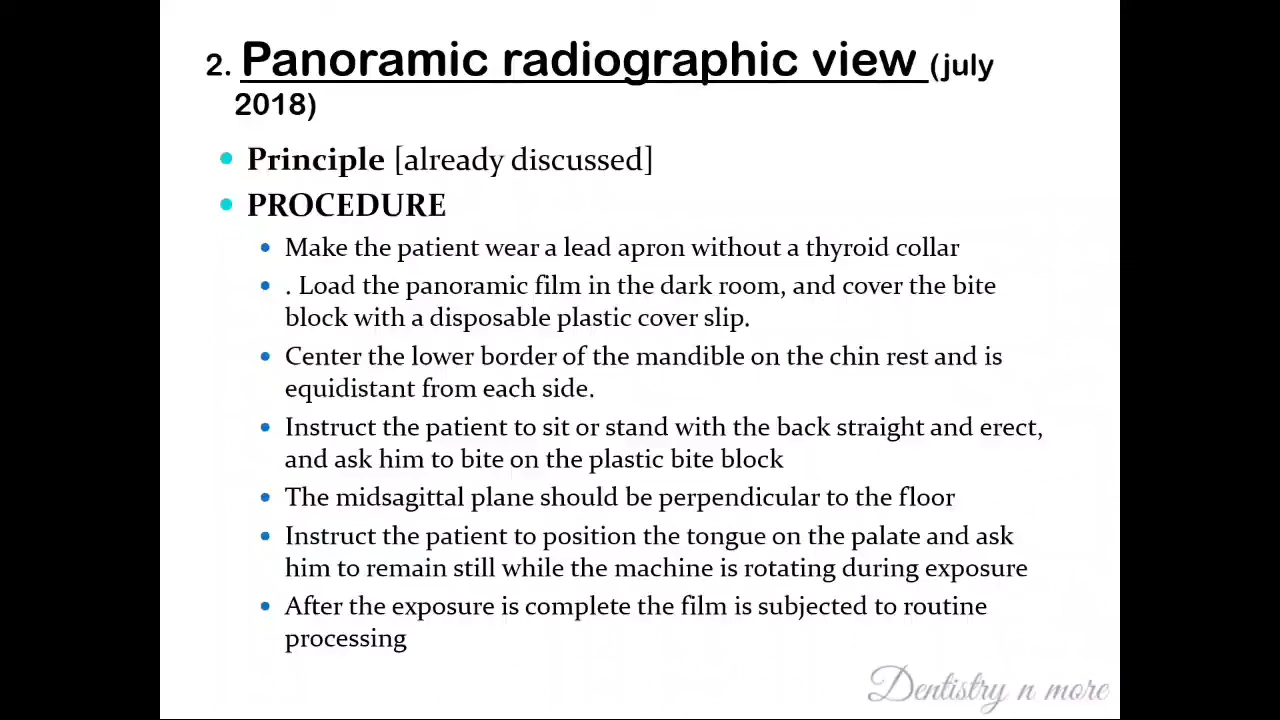 2. Panoramic radiographic view (july
2018)
• Principle [already discussed]
• PROCEDURE
• Make the patient wear a lead apron without a thyroid collar
• . Load the panoramic film in the dark room, and cover the bite
block with a disposable plastic cover slip.
• Center the lower border of the mandible on the chin rest and is
equidistant from each side.
• Instruct the patient to sit or stand with the back straight and erect,
and ask him to bite on the plastic bite block
• The midsagittal plane should be perpendicular to the floor
• Instruct the patient to position the tongue on the palate and ask
him to remain still while the machine is rotating during exposure
• After the exposure is complete the film is subjected to routine
processing
Dentistry n more